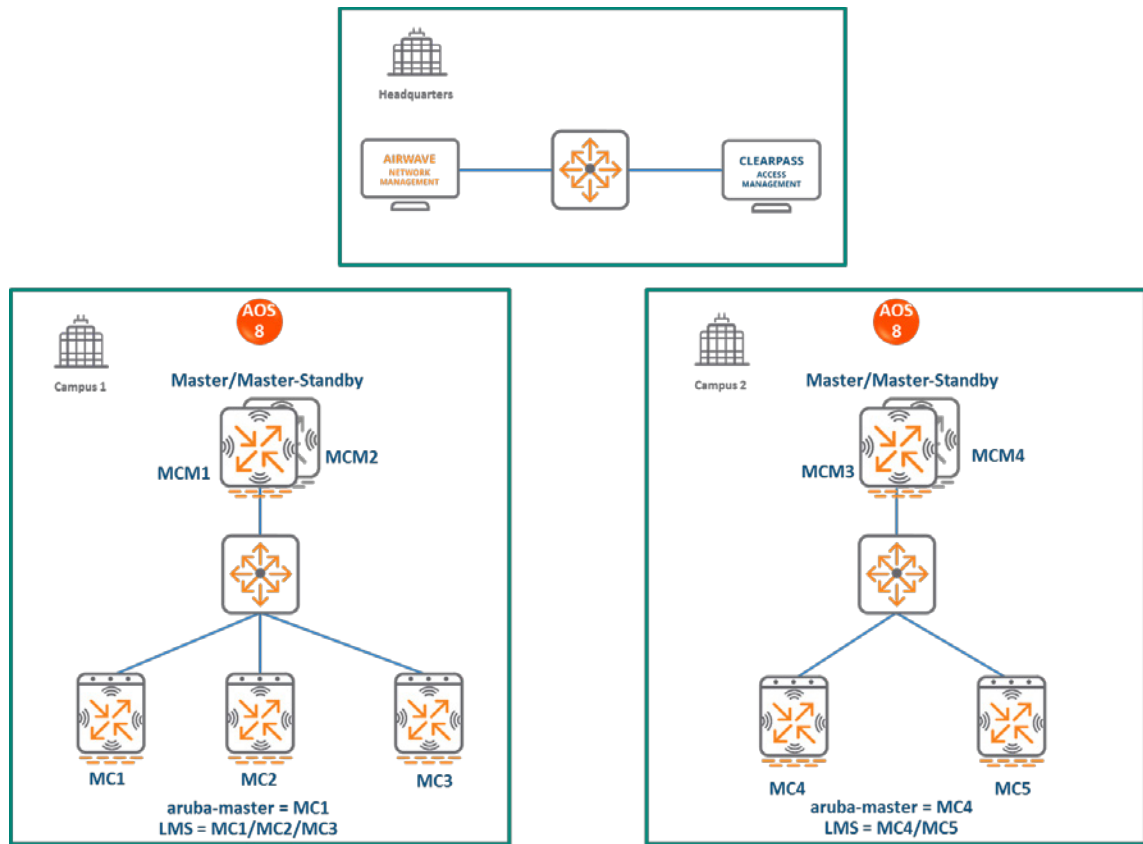 Headquarters
AIRWAVE
NETWORK
MANAGEMENT
CLEARPASS
ACCESS
MANAGEMENT
AOS
8
Campus 1
Master/Master-Standby
MCM1
MCM2
MC1
MC2
MC3
aruba-master = MC1
LMS = MC1/MC2/MC3
AOS
8
Campus 2
Master/Master-Standby
MCM3
MCM4
MC4
MC5
aruba-master = MC4
LMS = MC4/MC5